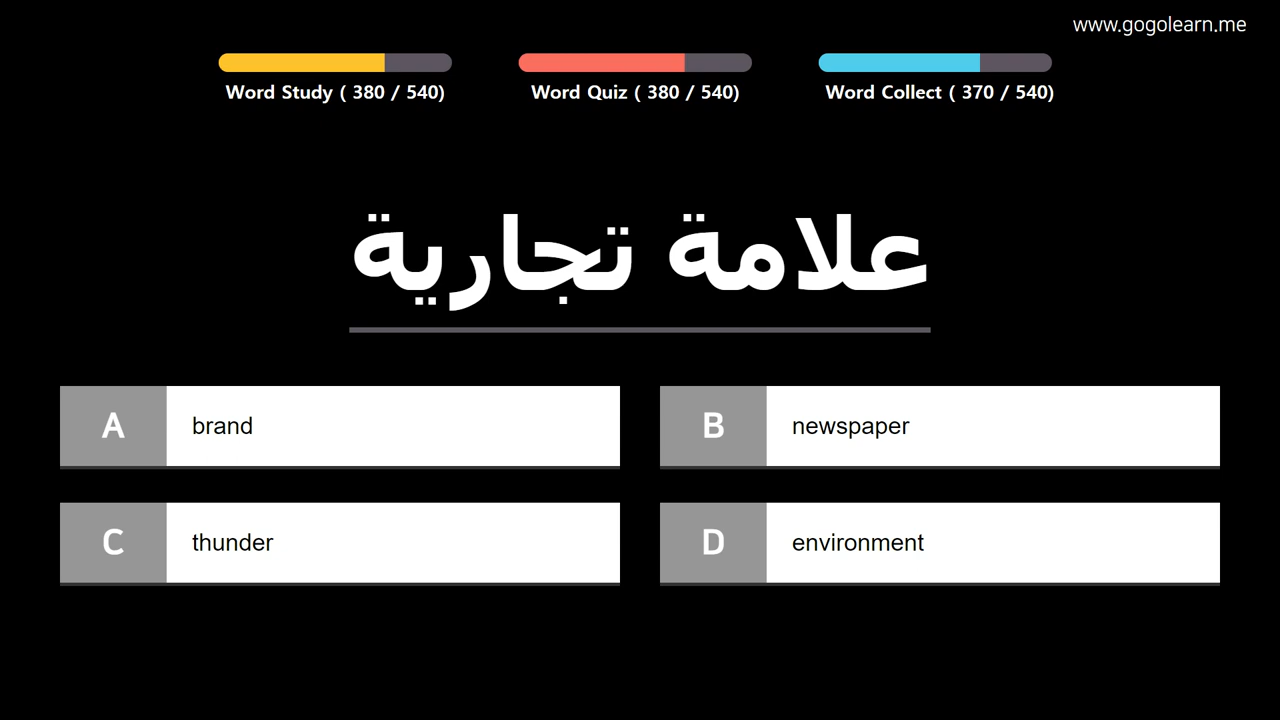 www.gogolearn.me
Word Study ( 380 / 540)
Word Quiz ( 380 / 540)
Word Collect ( 370 / 540)
علامة تجارية
A brand
B newspaper
C thunder
D environment